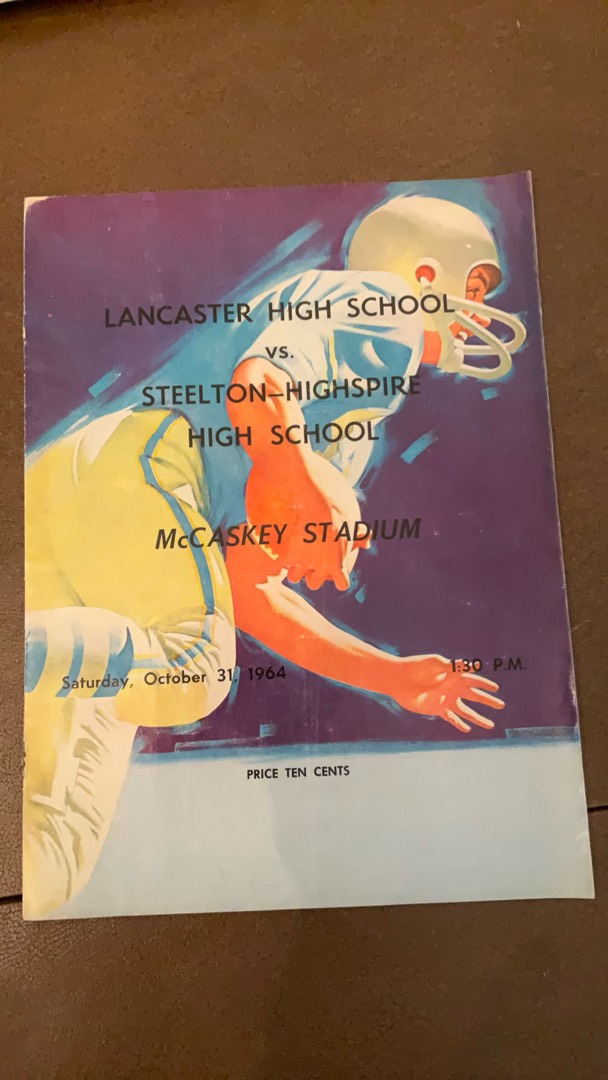 LANCASTER HIGH SCHOOL
vs.
STEELTON—HIGHSPIRE
HIGH SCHOOL
McCASKEY STADIUM
Saturday, October 31, 1964
1:30 P.M.
PRICE TEN CENTS